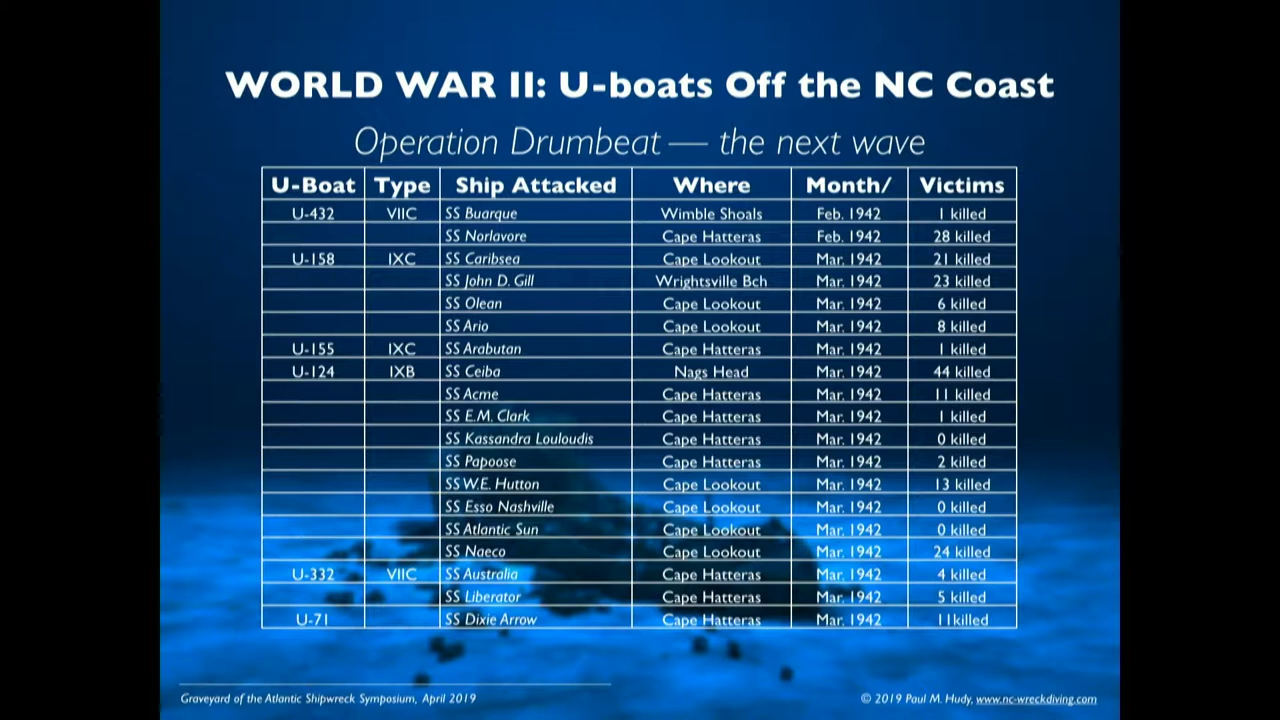 WORLD WAR II: U-boats Off the NC Coast
Operation Drumbeat — the next wave
U-Boat Type Ship Attacked Where Month/ Victims
U-432 VIIC SS Buarque Wimble Shoals Feb. 1942 1 killed
SS Norlavore Cape Hatteras Feb. 1942 28 killed
U-158 IXC SS Caribsea Cape Lookout Mar. 1942 21 killed
SS John D. Gill Wrightsville Bch Mar. 1942 23 killed
SS Olean Cape Lookout Mar. 1942 6 killed
SS Ario Cape Lookout Mar. 1942 8 killed
U-155 IXC SS Arabutan Cape Hatteras Mar. 1942 1 killed
U-124 IXB SS Ceiba Nags Head Mar. 1942 44 killed
SS Acme Cape Hatteras Mar. 1942 11 killed
SS E.M. Clark Cape Hatteras Mar. 1942 1 killed
SS Kassandra Louloudis Cape Hatteras Mar. 1942 0 killed
SS Papoose Cape Hatteras Mar. 1942 2 killed
SS W.E. Hutton Cape Lookout Mar. 1942 13 killed
SS Esso Nashville Cape Lookout Mar. 1942 0 killed
SS Atlantic Sun Cape Lookout Mar. 1942 0 killed
SS Naeco Cape Lookout Mar. 1942 24 killed
U-332 VIIC SS Australia Cape Hatteras Mar. 1942 4 killed
SS Liberator Cape Hatteras Mar. 1942 5 killed
U-71 SS Dixie Arrow Cape Hatteras Mar. 1942 11killed
Graveyard of the Atlantic Shipwreck Symposium, April 2019
© 2019 Paul M. Hudy, www.nc-wreckdiving.com